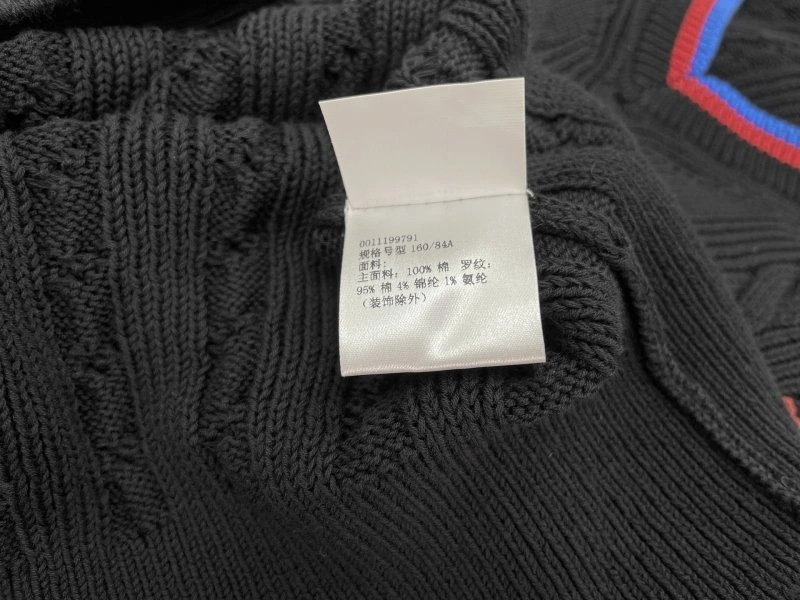 0011199791
规格号型 160/84A
面料:
主面料: 100% 棉 罗纹:
95% 棉 4% 锦纶 1% 氨纶
(装饰除外)